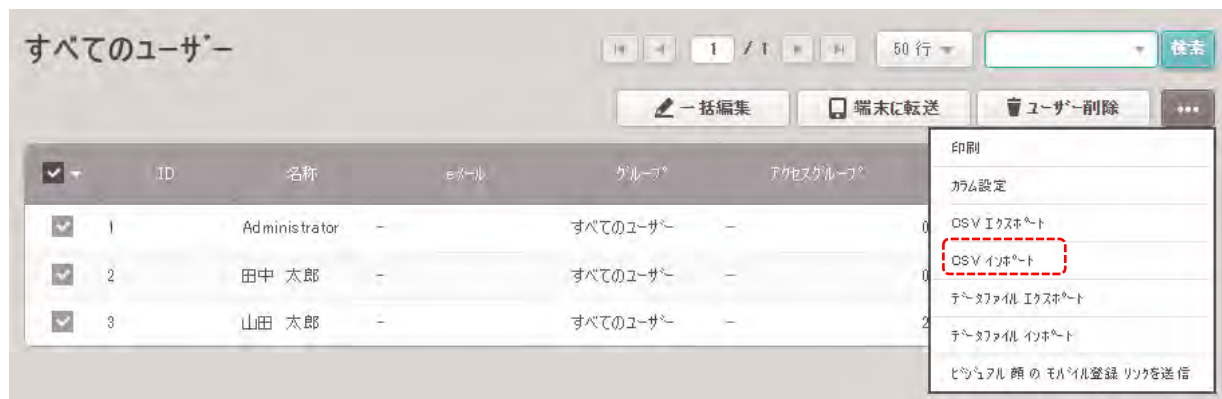 すべてのユーザー
1 / 1
50 行
検索
一括編集
端末に転送
ユーザー削除
...
ID 名称 eメール グループ アクセスグループ
1 Administrator - すべてのユーザー - 0
2 田中 太郎 - すべてのユーザー - 0
3 山田 太郎 - すべてのユーザー - 2
印刷
カラム設定
CSV エクスポート
CSV インポート
データファイル エクスポート
データファイル インポート
ビジュアル 顔 の モバイル登録 リンクを送信